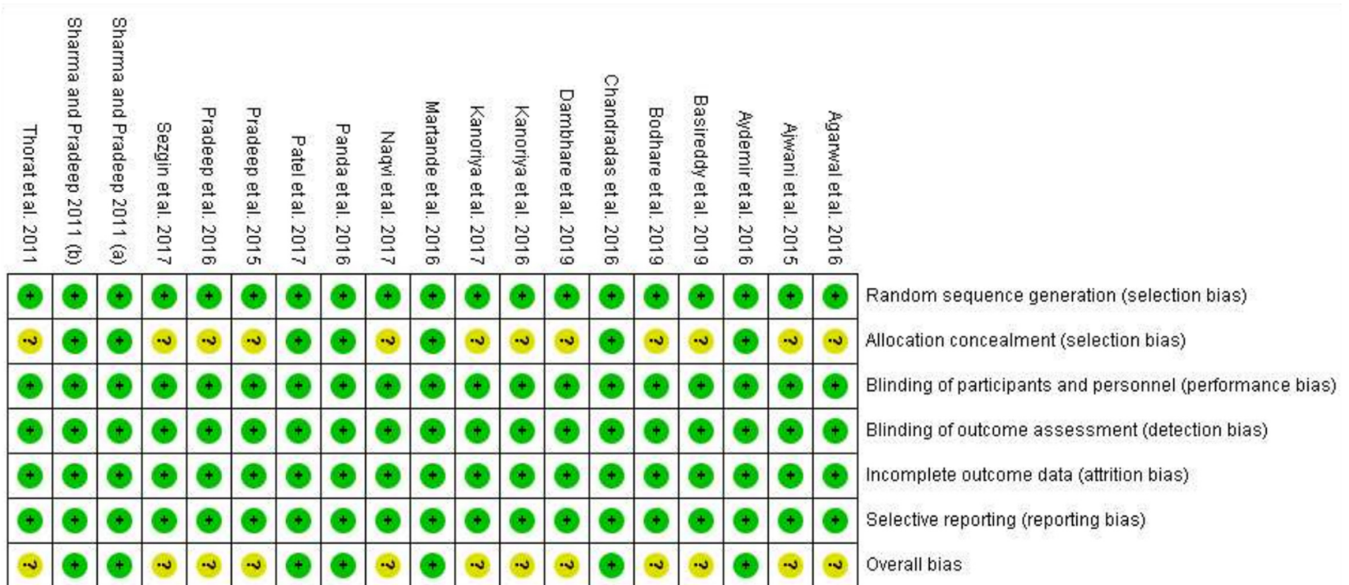 Thorat et al. 2011
Sharma and Pradeep 2011 (b)
Sharma and Pradeep 2011 (a)
Sezgin et al. 2017
Pradeep et al. 2016
Pradeep et al. 2015
Patel et al. 2017
Panda et al. 2016
Naqvi et al. 2017
Martande et al. 2016
Kanoriya et al. 2017
Kanoriya et al. 2016
Dambhare et al. 2019
Chandradas et al. 2016
Bodhare et al. 2019
Basireddy et al. 2019
Aydemir et al. 2016
Ajwani et al. 2015
Agarwal et al. 2016
+ + + + + + + + + + + + + + + + + + + Random sequence generation (selection bias)
? + + ? ? ? + + ? + ? ? ? + ? ? + ? ? Allocation concealment (selection bias)
+ + + + + + + + + + + + + + + + + + + Blinding of participants and personnel (performance bias)
+ + + + + + + + + + + + + + + + + + + Blinding of outcome assessment (detection bias)
+ + + + + + + + + + + + + + + + + + + Incomplete outcome data (attrition bias)
+ + + + + + + + + + + + + + + + + + + Selective reporting (reporting bias)
? + + ? ? ? + + ? + ? ? ? + ? ? + ? ? Overall bias